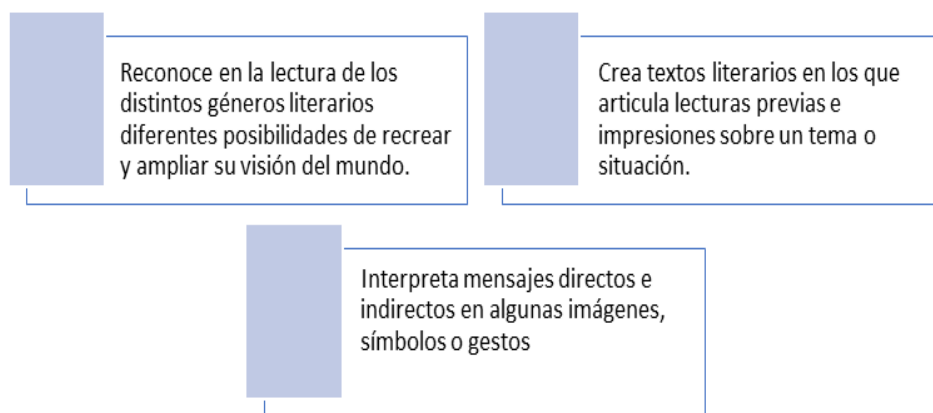 Reconoce en la lectura de los
distintos géneros literarios
diferentes posibilidades de recrear
y ampliar su visión del mundo.
Crea textos literarios en los que
articula lecturas previas e
impresiones sobre un tema o
situación.
Interpreta mensajes directos e
indirectos en algunas imágenes,
símbolos o gestos